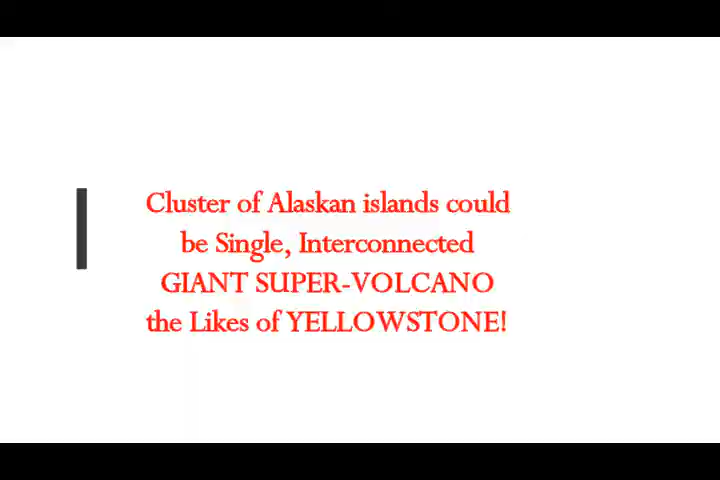 Cluster of Alaskan islands could
be Single, Interconnected
GIANT SUPER-VOLCANO
the Likes of YELLOWSTONE!